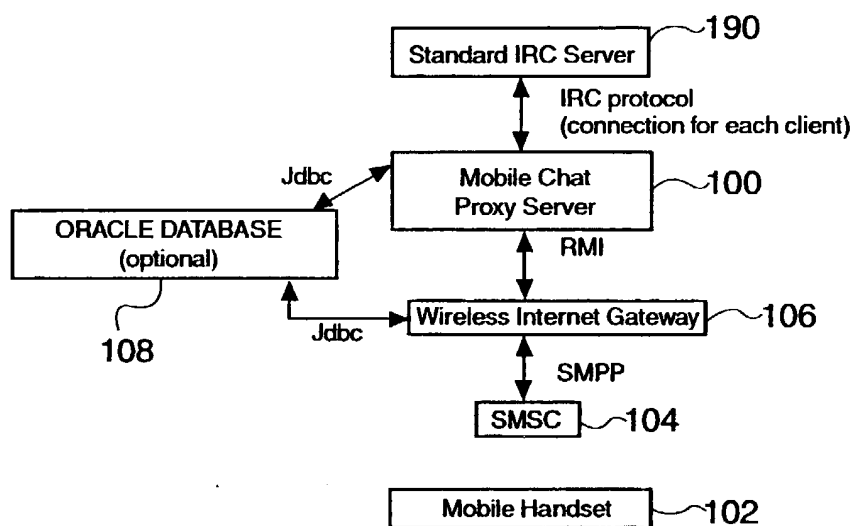 190
Standard IRC Server
IRC protocol
(connection for each client)
Jdbc
Mobile Chat
Proxy Server
100
ORACLE DATABASE
(optional)
RMI
108
Jdbc
Wireless Internet Gateway
106
SMPP
SMSC
104
Mobile Handset
102